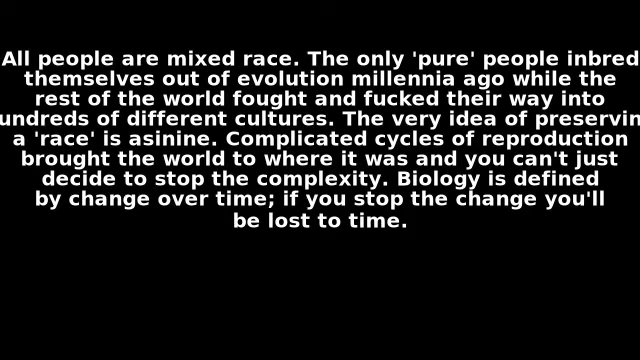 All people are mixed race. The only 'pure' people inbred
themselves out of evolution millennia ago while the
rest of the world fought and fucked their way into
undreds of different cultures. The very idea of preservin
a 'race' is asinine. Complicated cycles of reproduction
brought the world to where it was and you can't just
decide to stop the complexity. Biology is defined
by change over time; if you stop the change you'll
be lost to time.